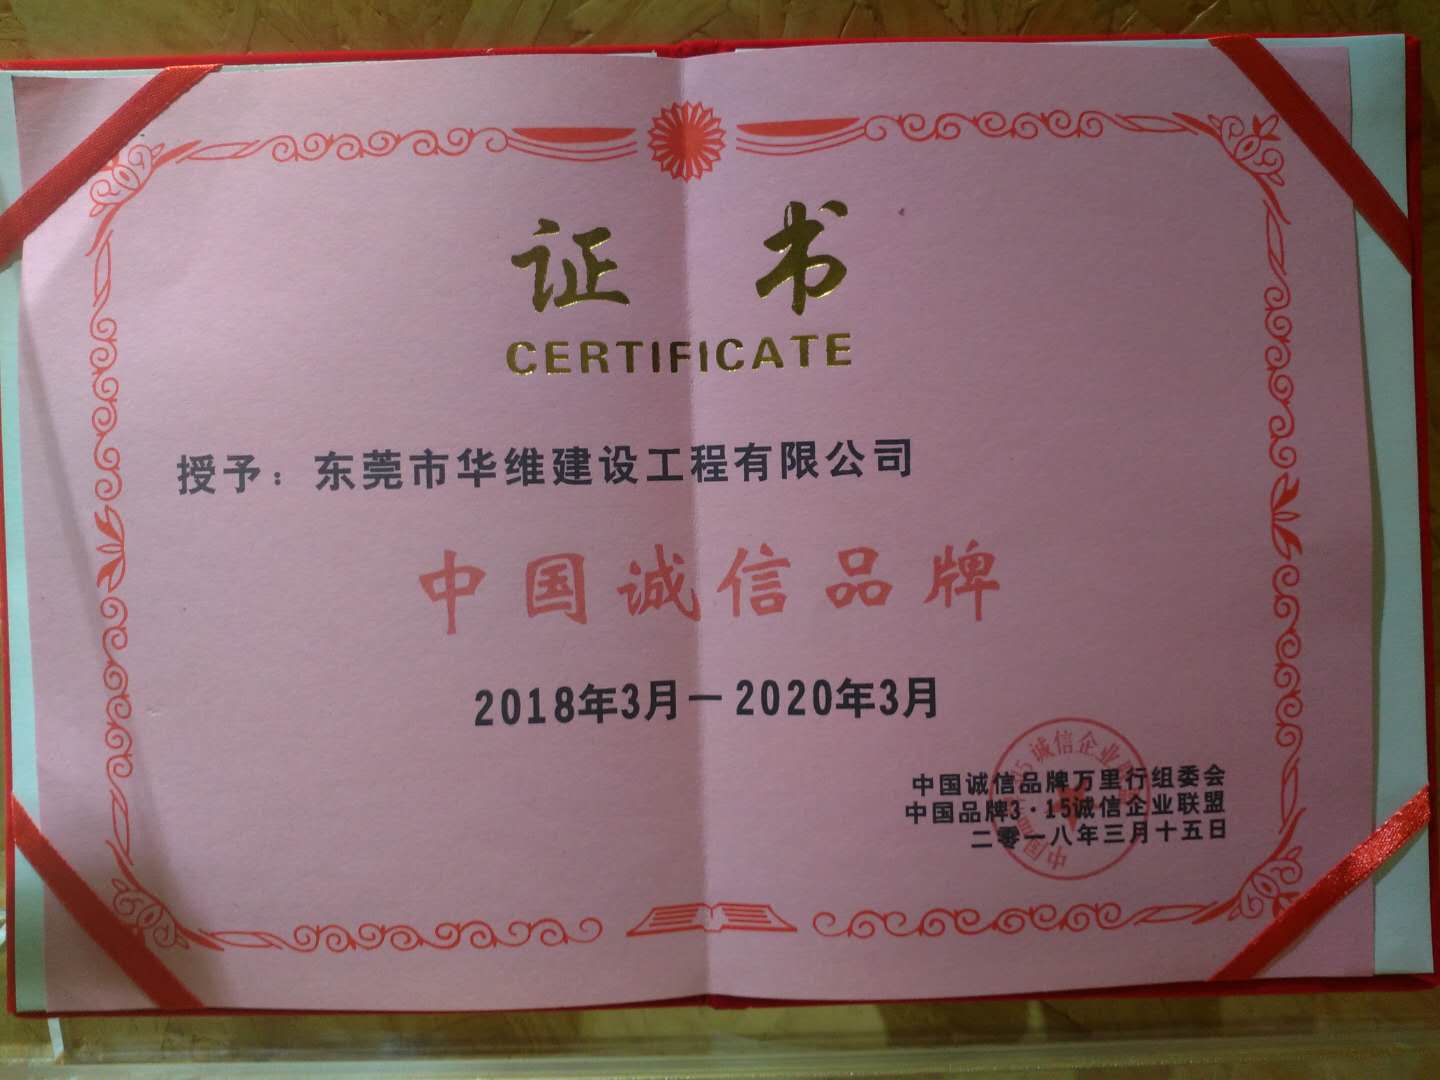 证 书
CERTIFICATE
授予：东莞市华维建设工程有限公司
中国诚信品牌
2018年3月－2020年3月
中国诚信品牌万里行组委会
中国品牌3·15诚信企业联盟
二零一八年三月十五日